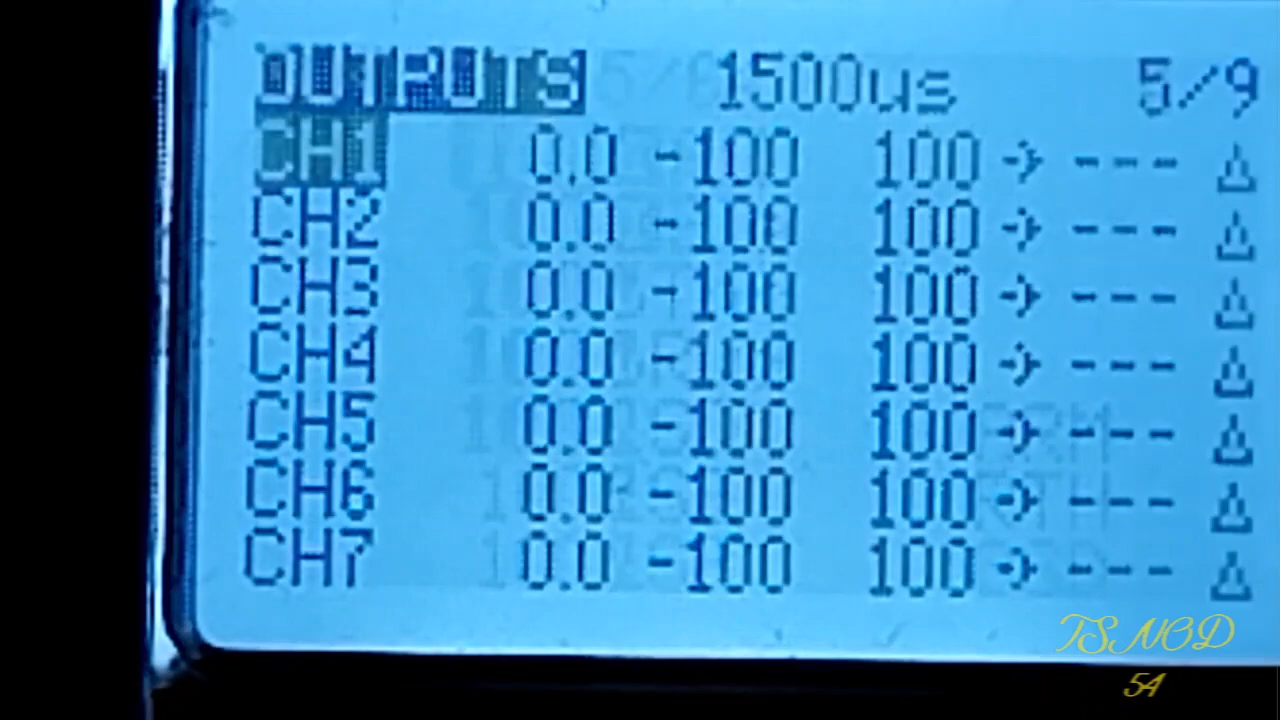 OUTPUTS 1500us 5/9
CH1 0.0 -100 100 → --- Δ
CH2 0.0 -100 100 → --- Δ
CH3 0.0 -100 100 → --- Δ
CH4 0.0 -100 100 → --- Δ
CH5 0.0 -100 100 → --- Δ
CH6 0.0 -100 100 → --- Δ
CH7 0.0 -100 100 → --- Δ
TSNOD
54